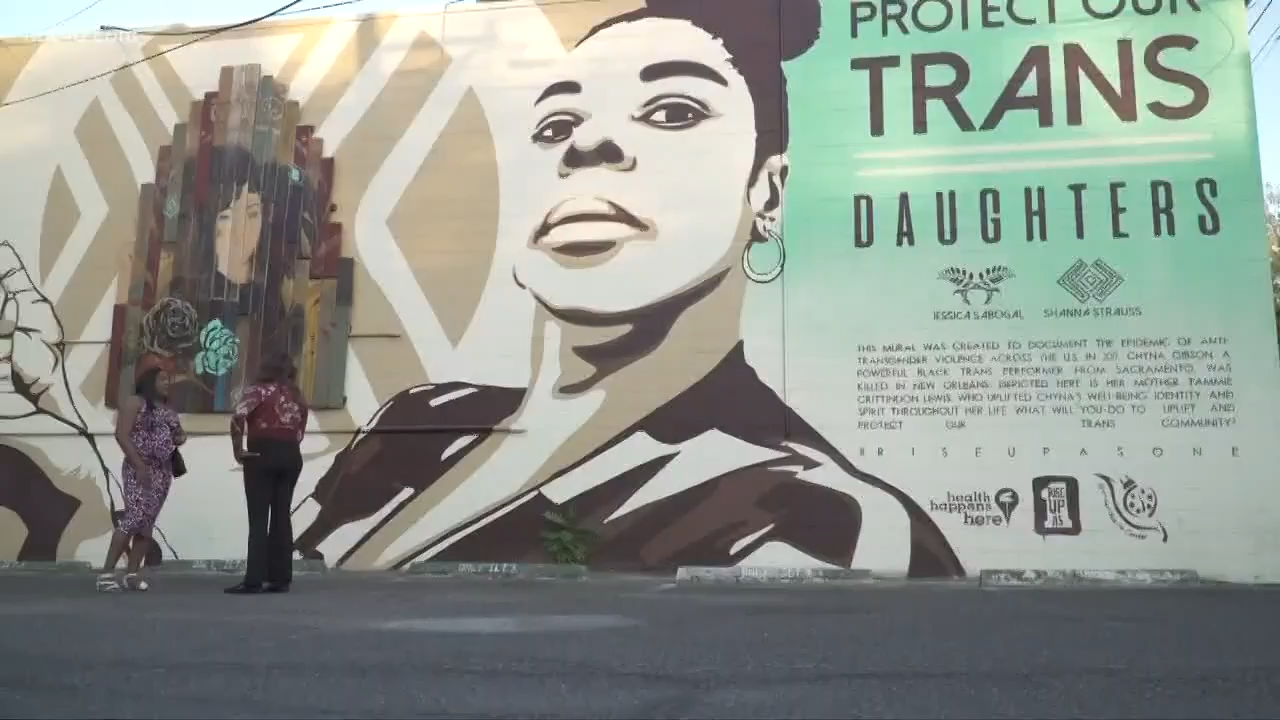 PROTECT OUR
TRANS
DAUGHTERS
JESSICA SABOGAL
SHANNA STRAUSS
THIS MURAL WAS CREATED TO DOCUMENT THE EPIDEMIC OF ANTI-
TRANSGENDER VIOLENCE ACROSS THE U.S. IN 2017, CHYNA GIBSON, A
POWERFUL BLACK TRANS PERFORMER FROM SACRAMENTO, WAS
KILLED IN NEW ORLEANS. DEPICTED HERE IS HER MOTHER TAMMIE
CRITTINDON LEWIS, WHO UPLIFTED CHYNA'S WELL-BEING, IDENTITY AND
SPIRIT THROUGHOUT HER LIFE. WHAT WILL YOU DO TO UPLIFT AND
PROTECT OUR TRANS COMMUNITY?
#RISEUPASONE
health
happens
here
RISE
UP
AS
1